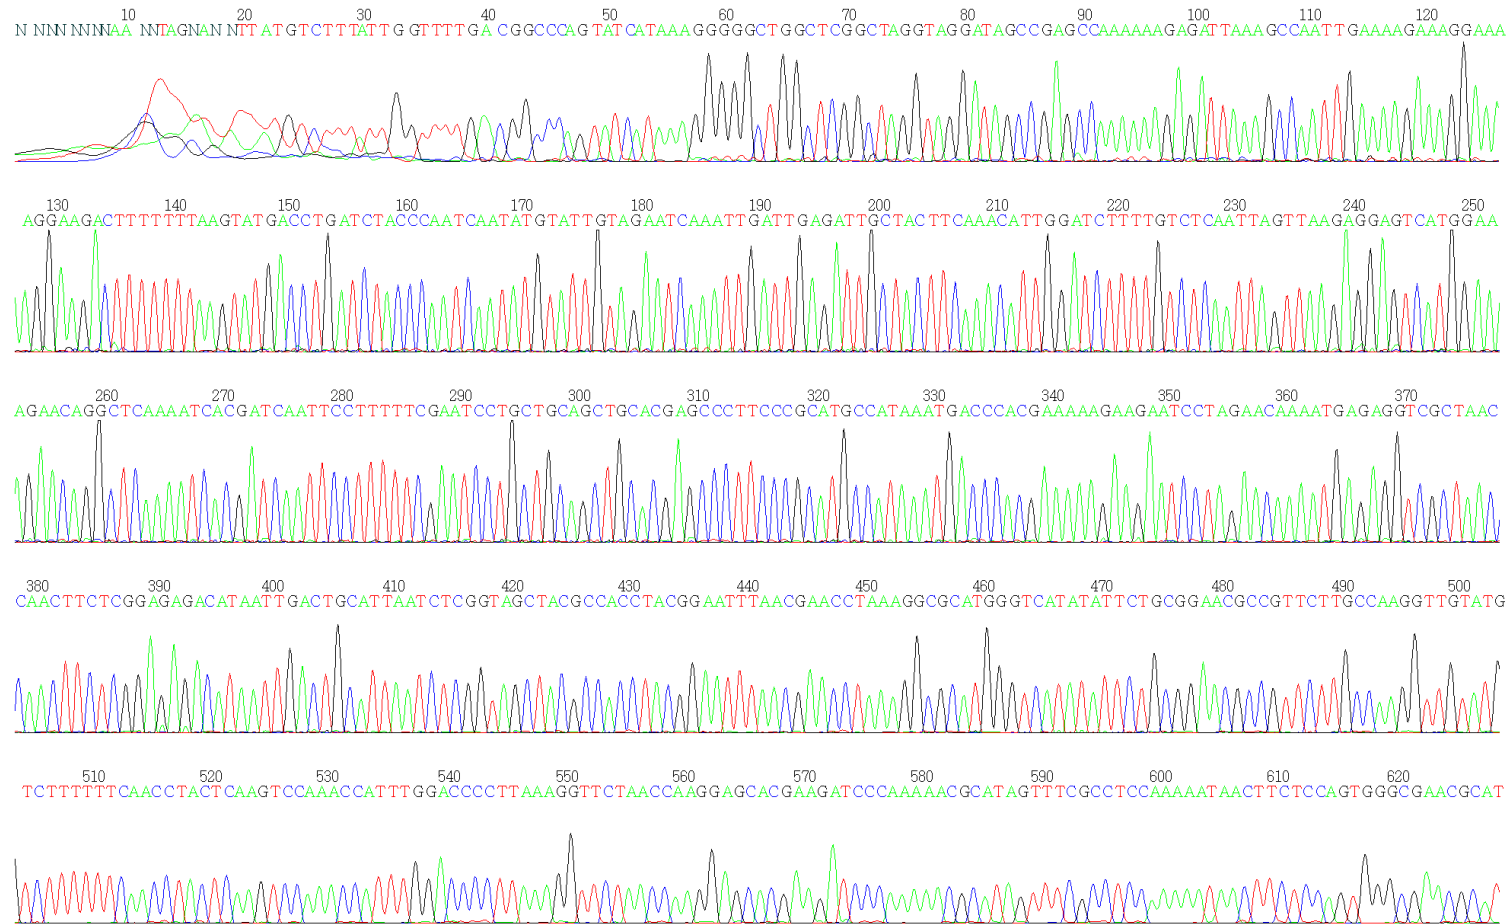 10 20 30 40 50 60 70 80 90 100 110 120
N NNN NNNNAA NNTAGNAN NTTATGTCTTTATTGGTTTTGACGGCCCAGTATCATAAAGGGGGCTGGCTCGGCTAGGTAGGATAGCCGAGCCAAAAAAGAGATTAAAGCCAATTGAAAAGAAAGGAAA
130 140 150 160 170 180 190 200 210 220 230 240 250
AGGAAGACTTTTTTTAAGTATGACCTGATCTACCCAATCAATATGTATTGTAGAATCAAATTGATTGAGATTGCTACTTCAAACATTGGATCTTTTGTCTCAATTAGTTAAGAGGAGTCATGGAA
260 270 280 290 300 310 320 330 340 350 360 370
AGAACAGGCTCAAAATCACGATCAATTCCTTTTTCGAATCCTGCTGCAGCTGCACGAGCCCTTCCCGCATGCCATAAATGACCCACGAAAAAGAAGAATCCTAGAACAAAATGAGAGGTCGCTAAC
380 390 400 410 420 430 440 450 460 470 480 490 500
CAACTTCTCGGAGAGACATAATTGACTGCATTAATCTCGGTAGCTACGCCACCTACGGAATTTAACGAACCTAAAGGCGCATGGGTCATATATTCTGCGGAACGCCGTTCTTGCCAAGGTTGTATG
510 520 530 540 550 560 570 580 590 600 610 620
TCTTTTTTCAACCTACTCAAGTCCAAACCATTTGGACCCCTTAAAGGTTCTAACCAAGGAGCACGAAGATCCCAAAAACGCATAGTTTCGCCTCCAAAAATAACTTCTCCAGTGGGCGAACGCAT